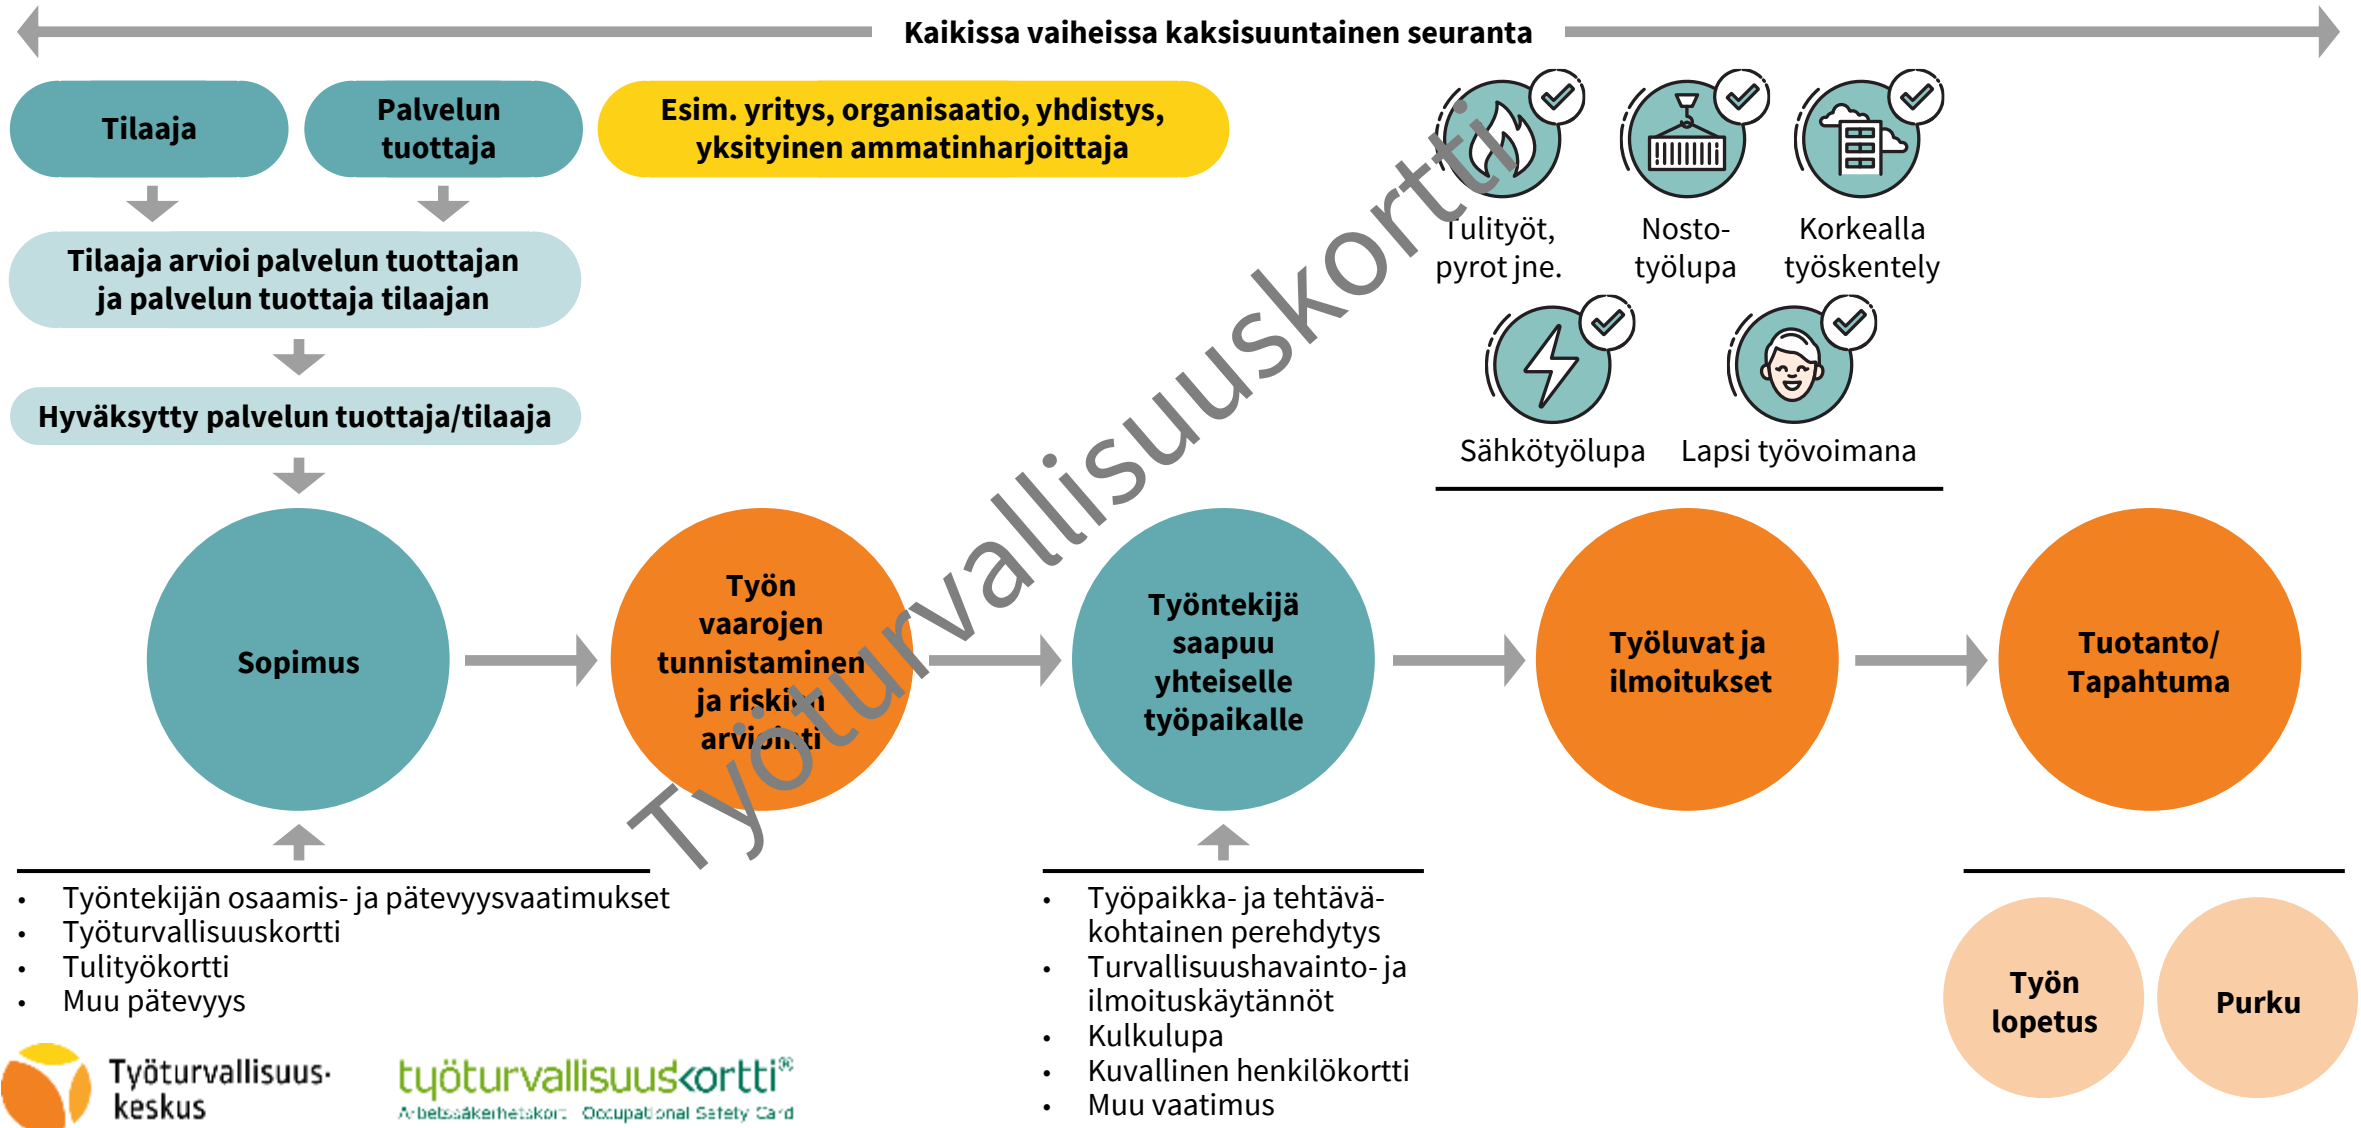 Kaikissa vaiheissa kaksisuuntainen seuranta
Tilaaja
Palvelun
tuottaja
Esim. yritys, organisaatio, yhdistys,
yksityinen ammatinharjoittaja
Tilaaja arvioi palvelun tuottajan
ja palvelun tuottaja tilaajan
Hyväksytty palvelun tuottaja/tilaaja
Tulityöt,
pyrot jne.
Nosto-
työlupa
Korkealla
työskentely
Sähkötyölupa
Lapsi työvoimana
Sopimus
Työn
vaarojen
tunnistaminen
ja riskien
arviointi
Työntekijä
saapuu
yhteiselle
työpaikalle
Työluvat ja
ilmoitukset
Tuotanto/
Tapahtuma
Työturvallisuuskortti
• Työntekijän osaamis- ja pätevyysvaatimukset
• Työturvallisuuskortti
• Tulityökortti
• Muu pätevyys
• Työpaikka- ja tehtävä-
kohtainen perehdytys
• Turvallisuushavainto- ja
ilmoituskäytännöt
• Kulkulupa
• Kuvallinen henkilökortti
• Muu vaatimus
Työn
lopetus
Purku
Työturvallisuus-
keskus
työturvallisuuskortti®
Arbetssäkerhetskort Occupational Safety Card